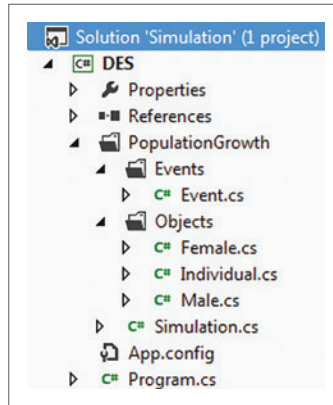 Solution 'Simulation' (1 project)
C# DES
Properties
References
PopulationGrowth
Events
C# Event.cs
Objects
C# Female.cs
C# Individual.cs
C# Male.cs
C# Simulation.cs
App.config
C# Program.cs